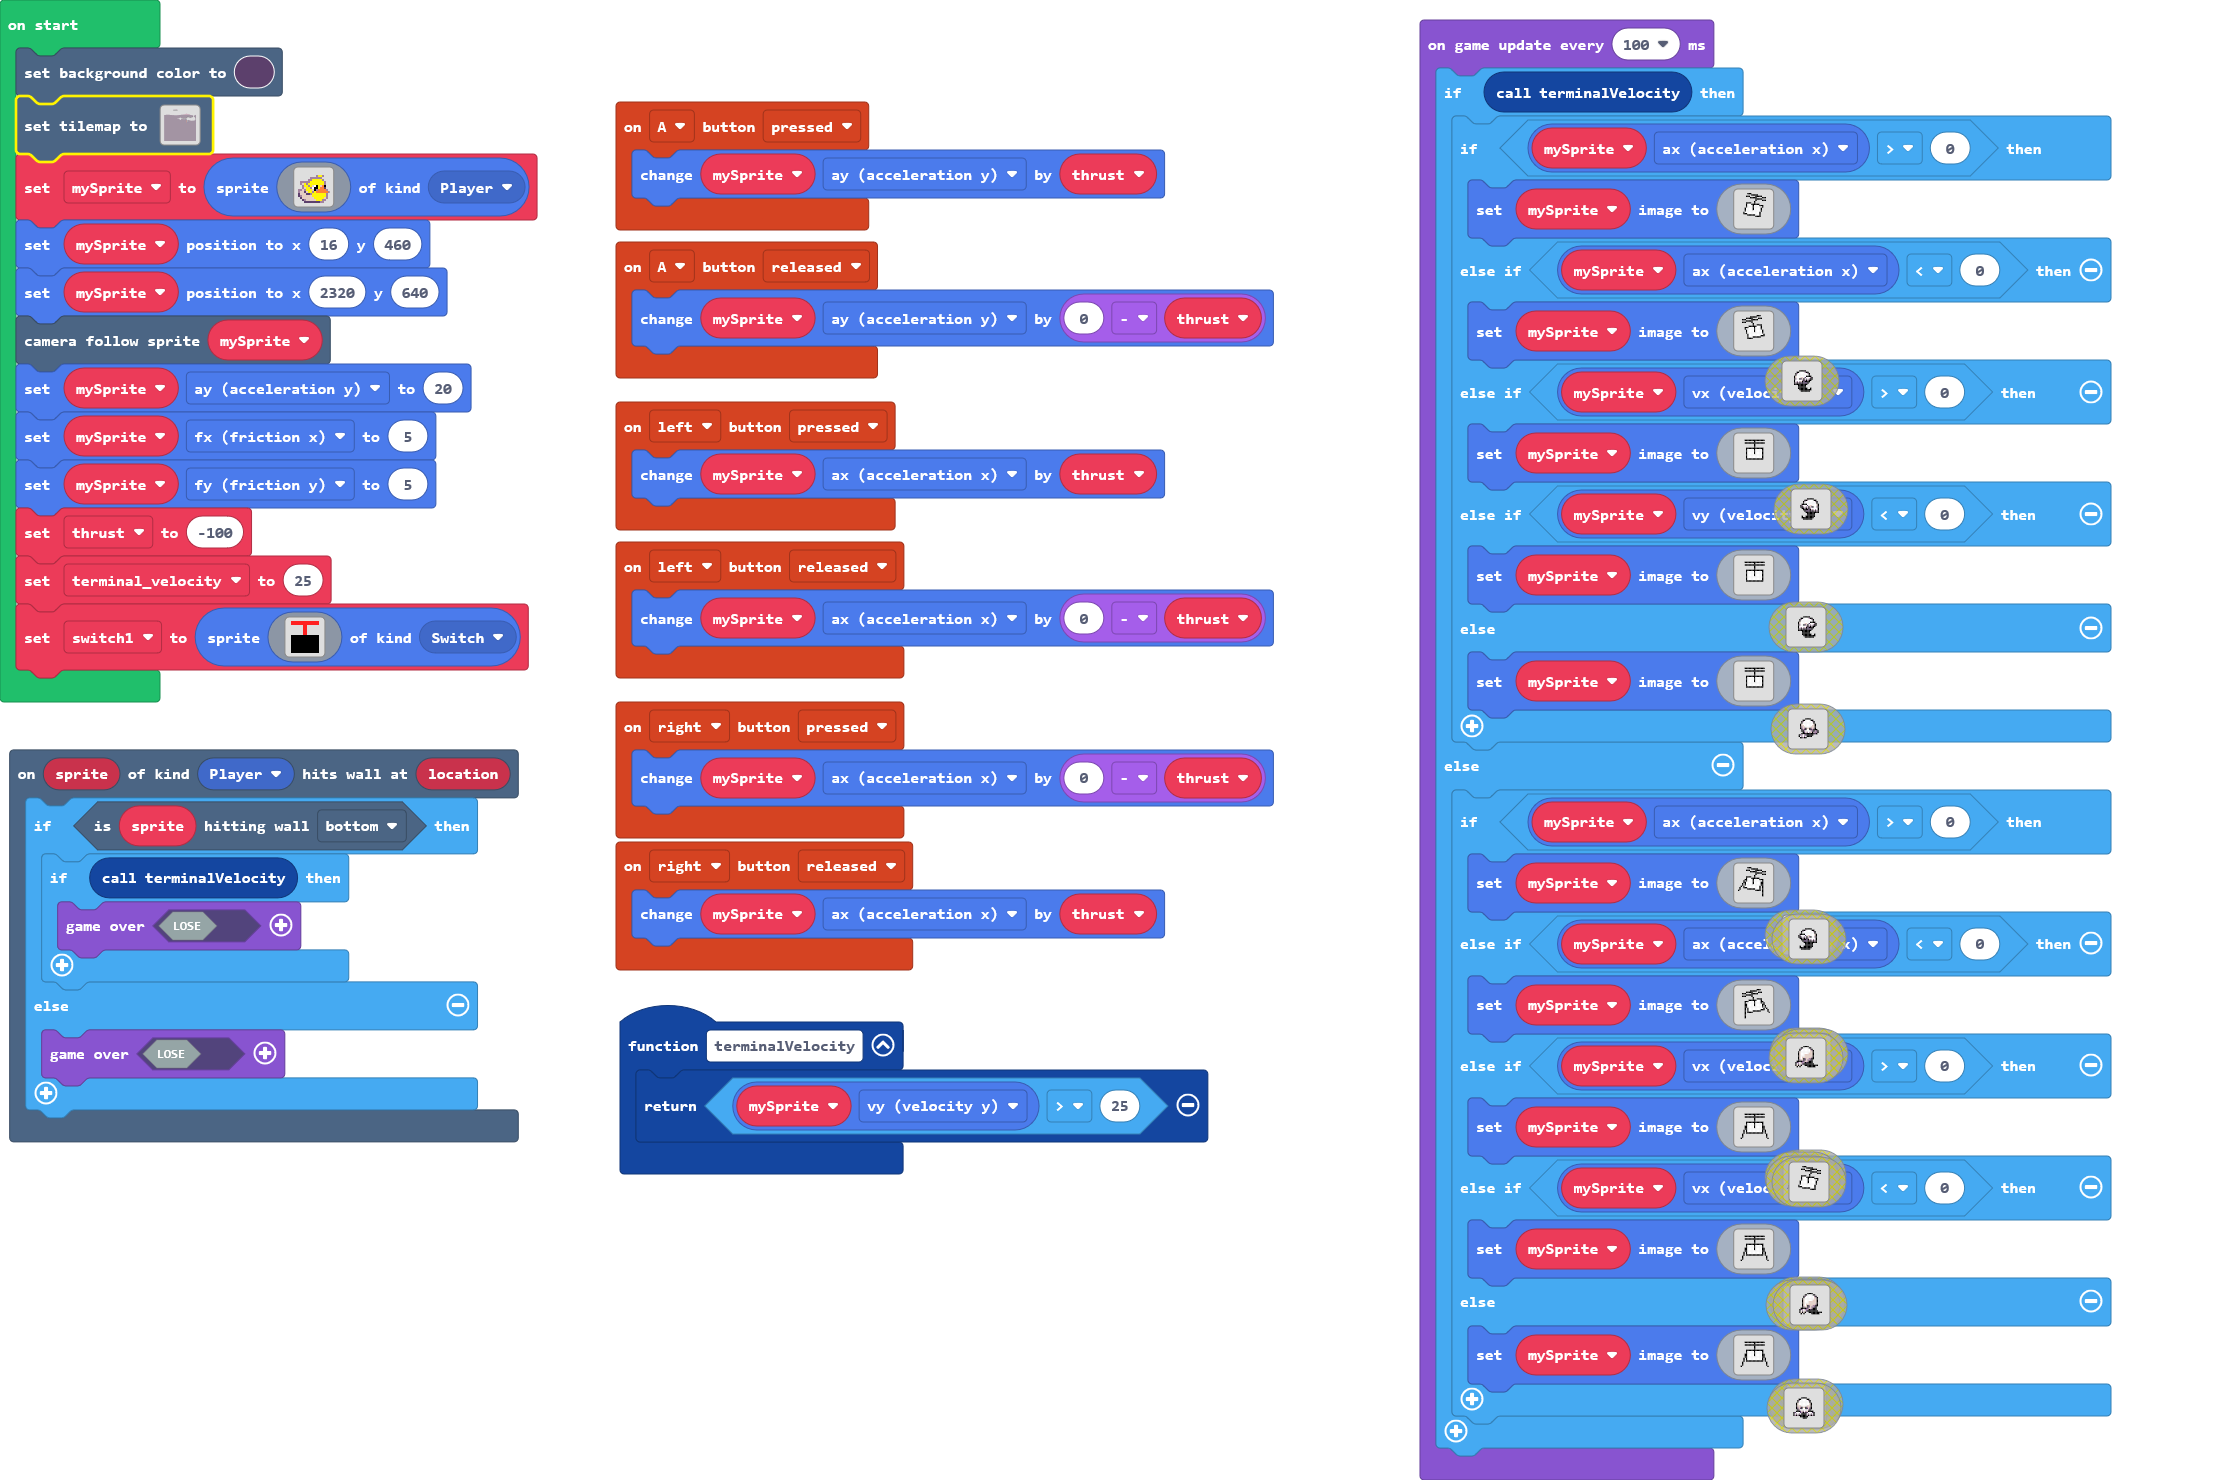 on start
set background color to
set tilemap to
set mySprite to sprite of kind Player
set mySprite position to x 16 y 460
set mySprite position to x 2320 y 640
camera follow sprite mySprite
set mySprite ay (acceleration y) to 20
set mySprite fx (friction x) to 5
set mySprite fy (friction y) to 5
set thrust to -100
set terminal_velocity to 25
set switch1 to sprite of kind Switch
on sprite of kind Player hits wall at location
if is sprite hitting wall bottom then
if call terminalVelocity then
game over LOSE
else
game over LOSE
on A button pressed
change mySprite ay (acceleration y) by thrust
on A button released
change mySprite ay (acceleration y) by 0 - thrust
on left button pressed
change mySprite ax (acceleration x) by thrust
on left button released
change mySprite ax (acceleration x) by 0 - thrust
on right button pressed
change mySprite ax (acceleration x) by 0 - thrust
on right button released
change mySprite ax (acceleration x) by thrust
function terminalVelocity
return mySprite vy (velocity y) > 25
on game update every 100 ms
if call terminalVelocity then
if mySprite ax (acceleration x) > 0 then
set mySprite image to
else if mySprite ax (acceleration x) < 0 then
set mySprite image to
else if mySprite vx > 0 then
set mySprite image to
else if mySprite vy < 0 then
set mySprite image to
else
set mySprite image to
else
if mySprite ax (acceleration x) > 0 then
set mySprite image to
else if mySprite ax < 0 then
set mySprite image to
else if mySprite vx > 0 then
set mySprite image to
else if mySprite vx < 0 then
set mySprite image to
else
set mySprite image to